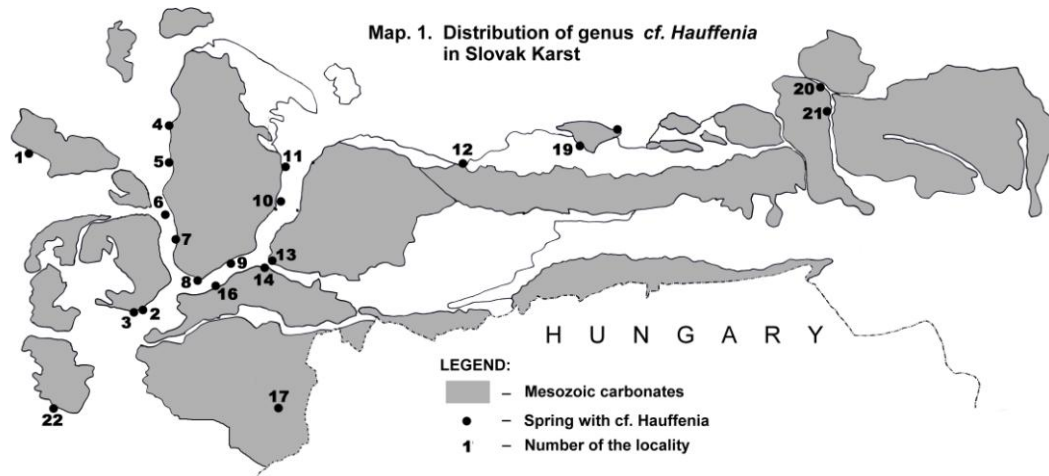 Map. 1. Distribution of genus cf. Hauffenia
in Slovak Karst
20
21
4
1
5
11
12
19
6
10
7
13
9
14
8
16
3
2
HUNGARY
LEGEND:
– Mesozoic carbonates
– Spring with cf. Hauffenia
1 – Number of the locality
17
22